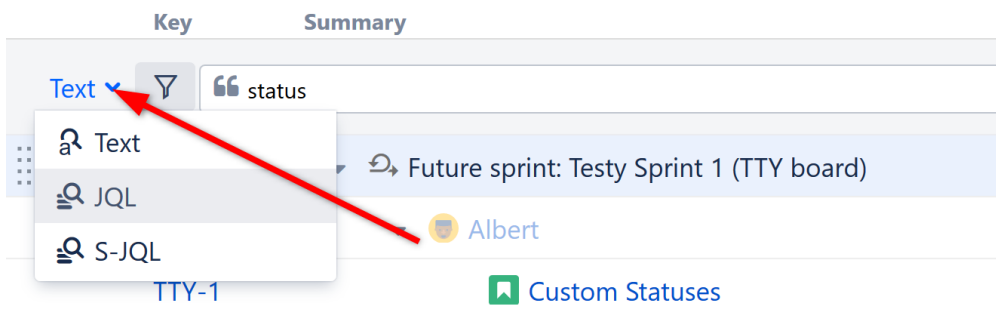 Key Summary
Text status
Text
JQL
S-JQL
Future sprint: Testy Sprint 1 (TTY board)
Albert
TTY-1 Custom Statuses